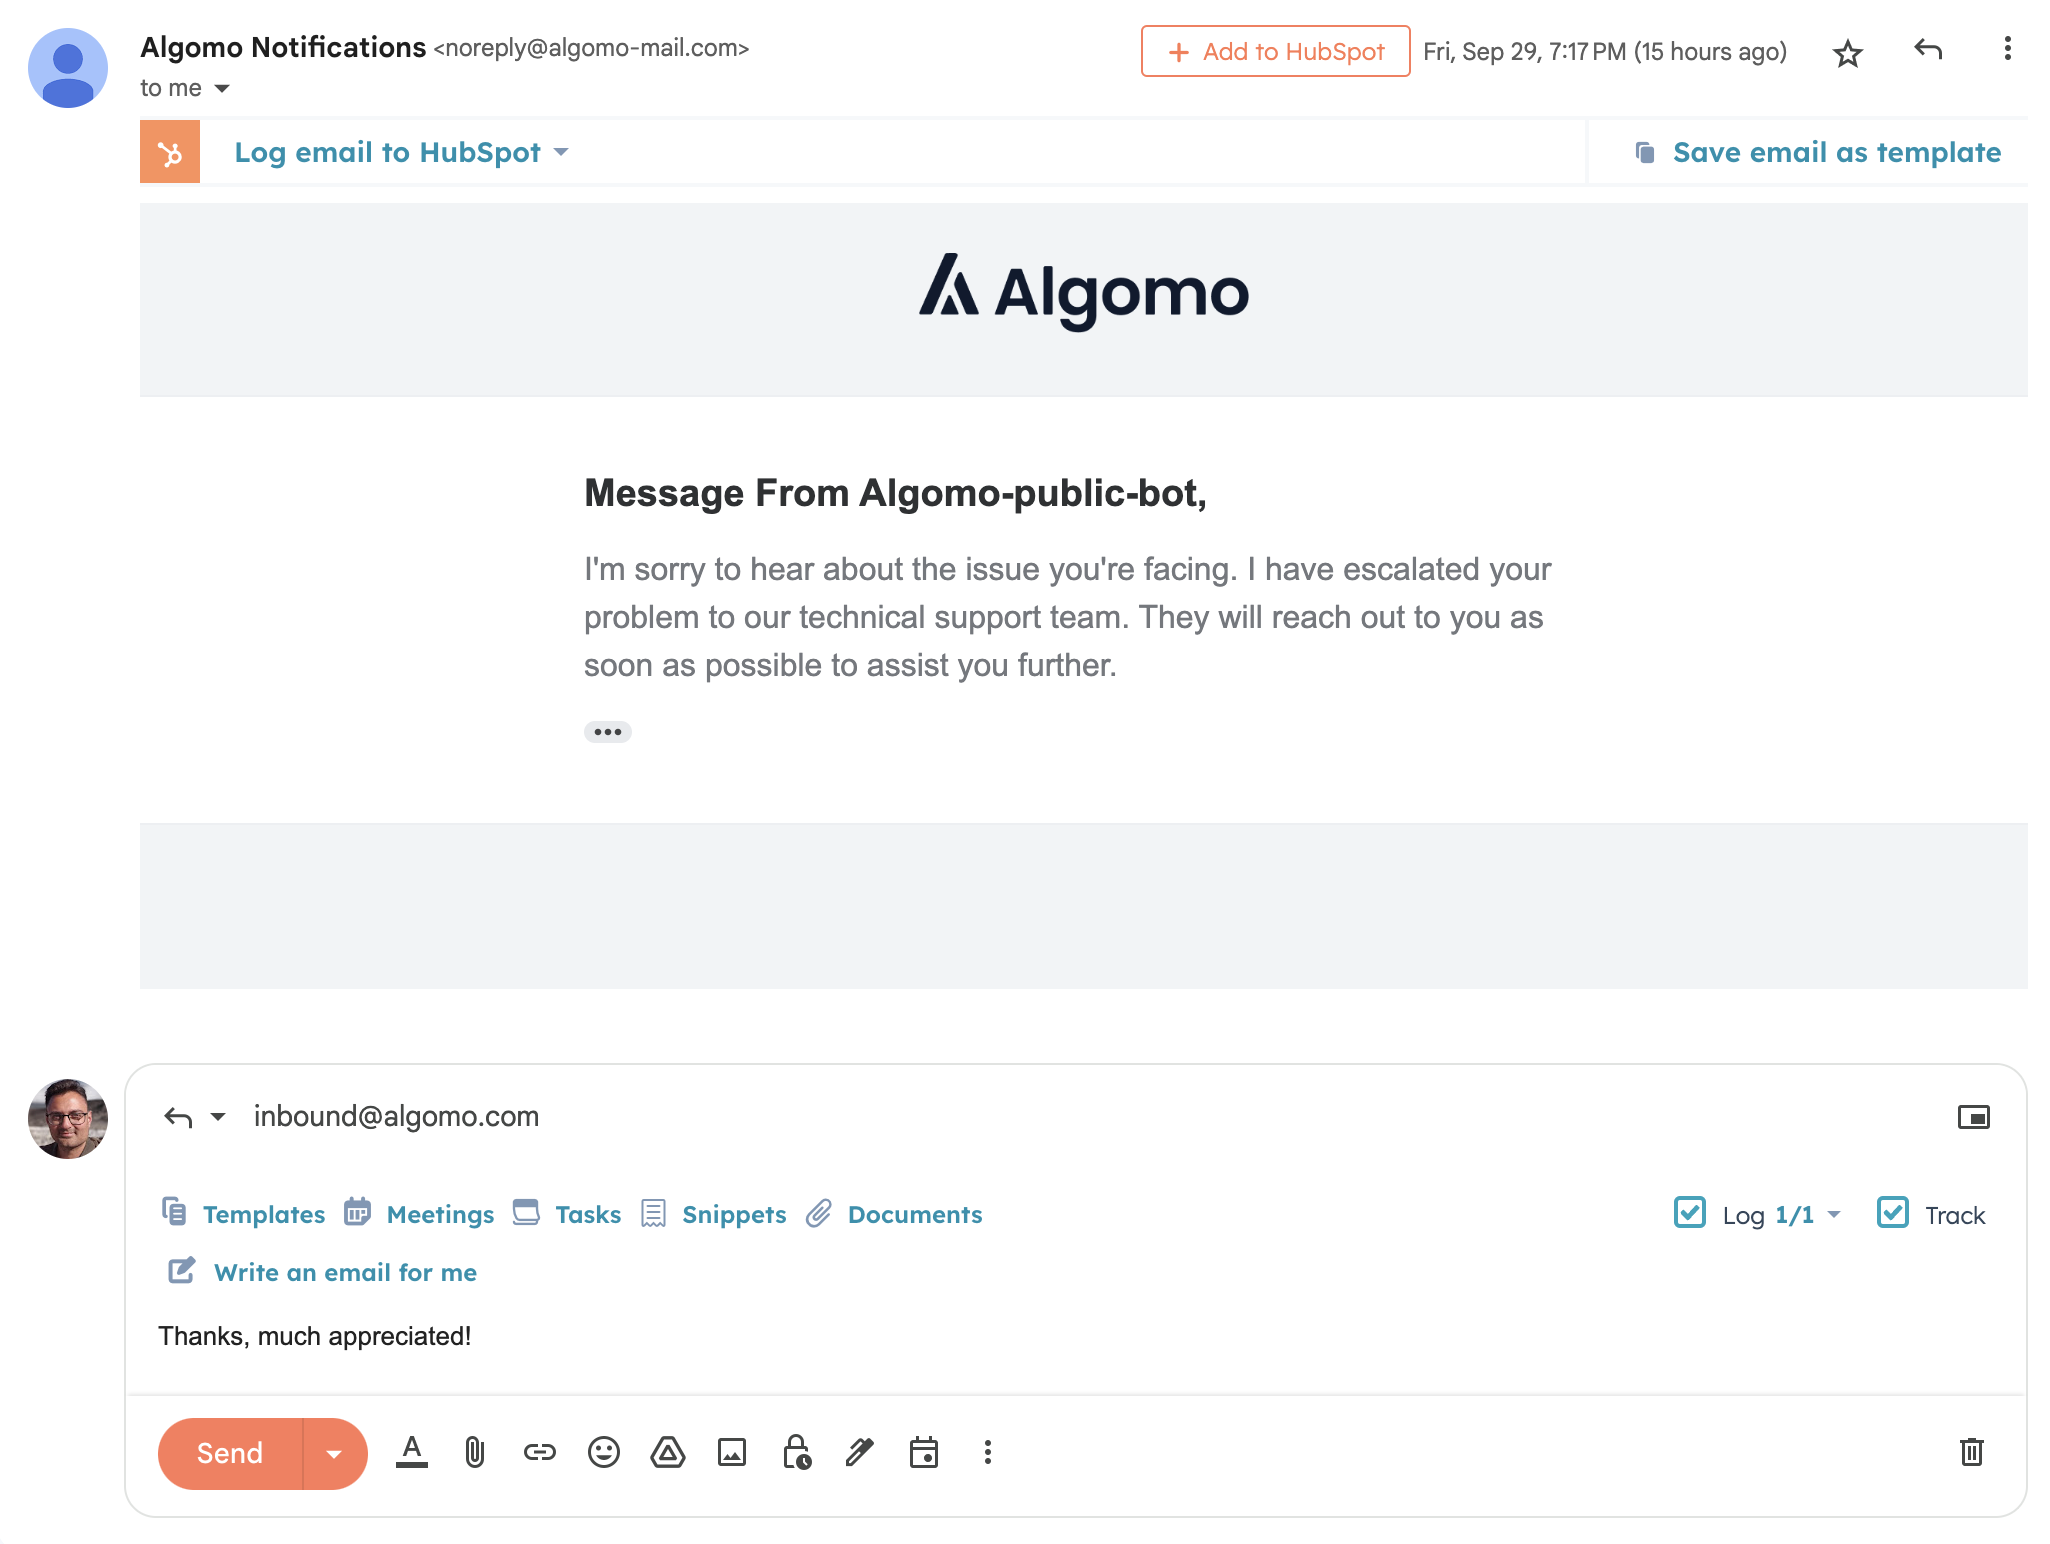 Algomo Notifications <noreply@algomo-mail.com>
+ Add to HubSpot
Fri, Sep 29, 7:17 PM (15 hours ago)
to me
Log email to HubSpot
Save email as template
Algomo
Message From Algomo-public-bot,
I'm sorry to hear about the issue you're facing. I have escalated your
problem to our technical support team. They will reach out to you as
soon as possible to assist you further.
inbound@algomo.com
Templates Meetings Tasks Snippets Documents
Log 1/1 Track
Write an email for me
Thanks, much appreciated!
Send